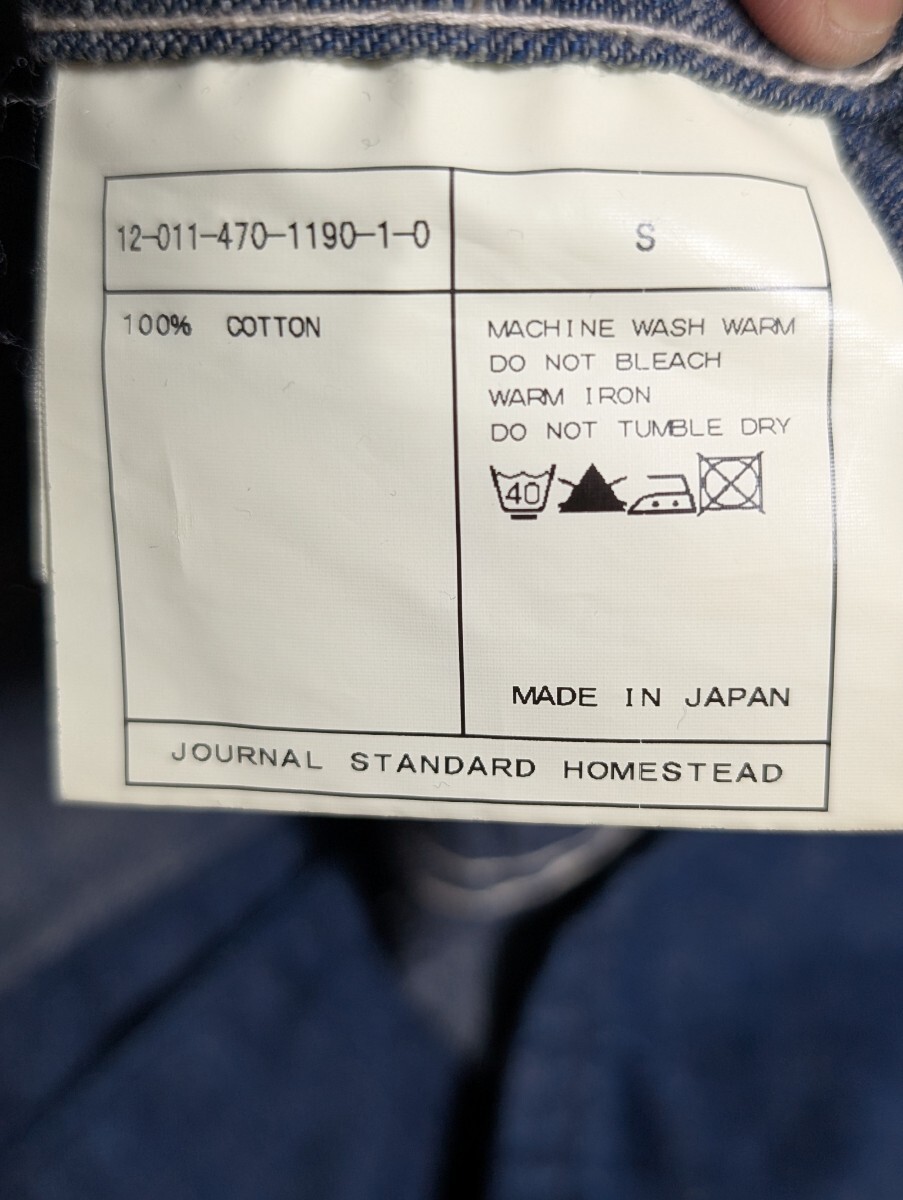 12-011-470-1190-1-0
S
100% COTTON
MACHINE WASH WARM
DO NOT BLEACH
WARM IRON
DO NOT TUMBLE DRY
40
MADE IN JAPAN
JOURNAL STANDARD HOMESTEAD